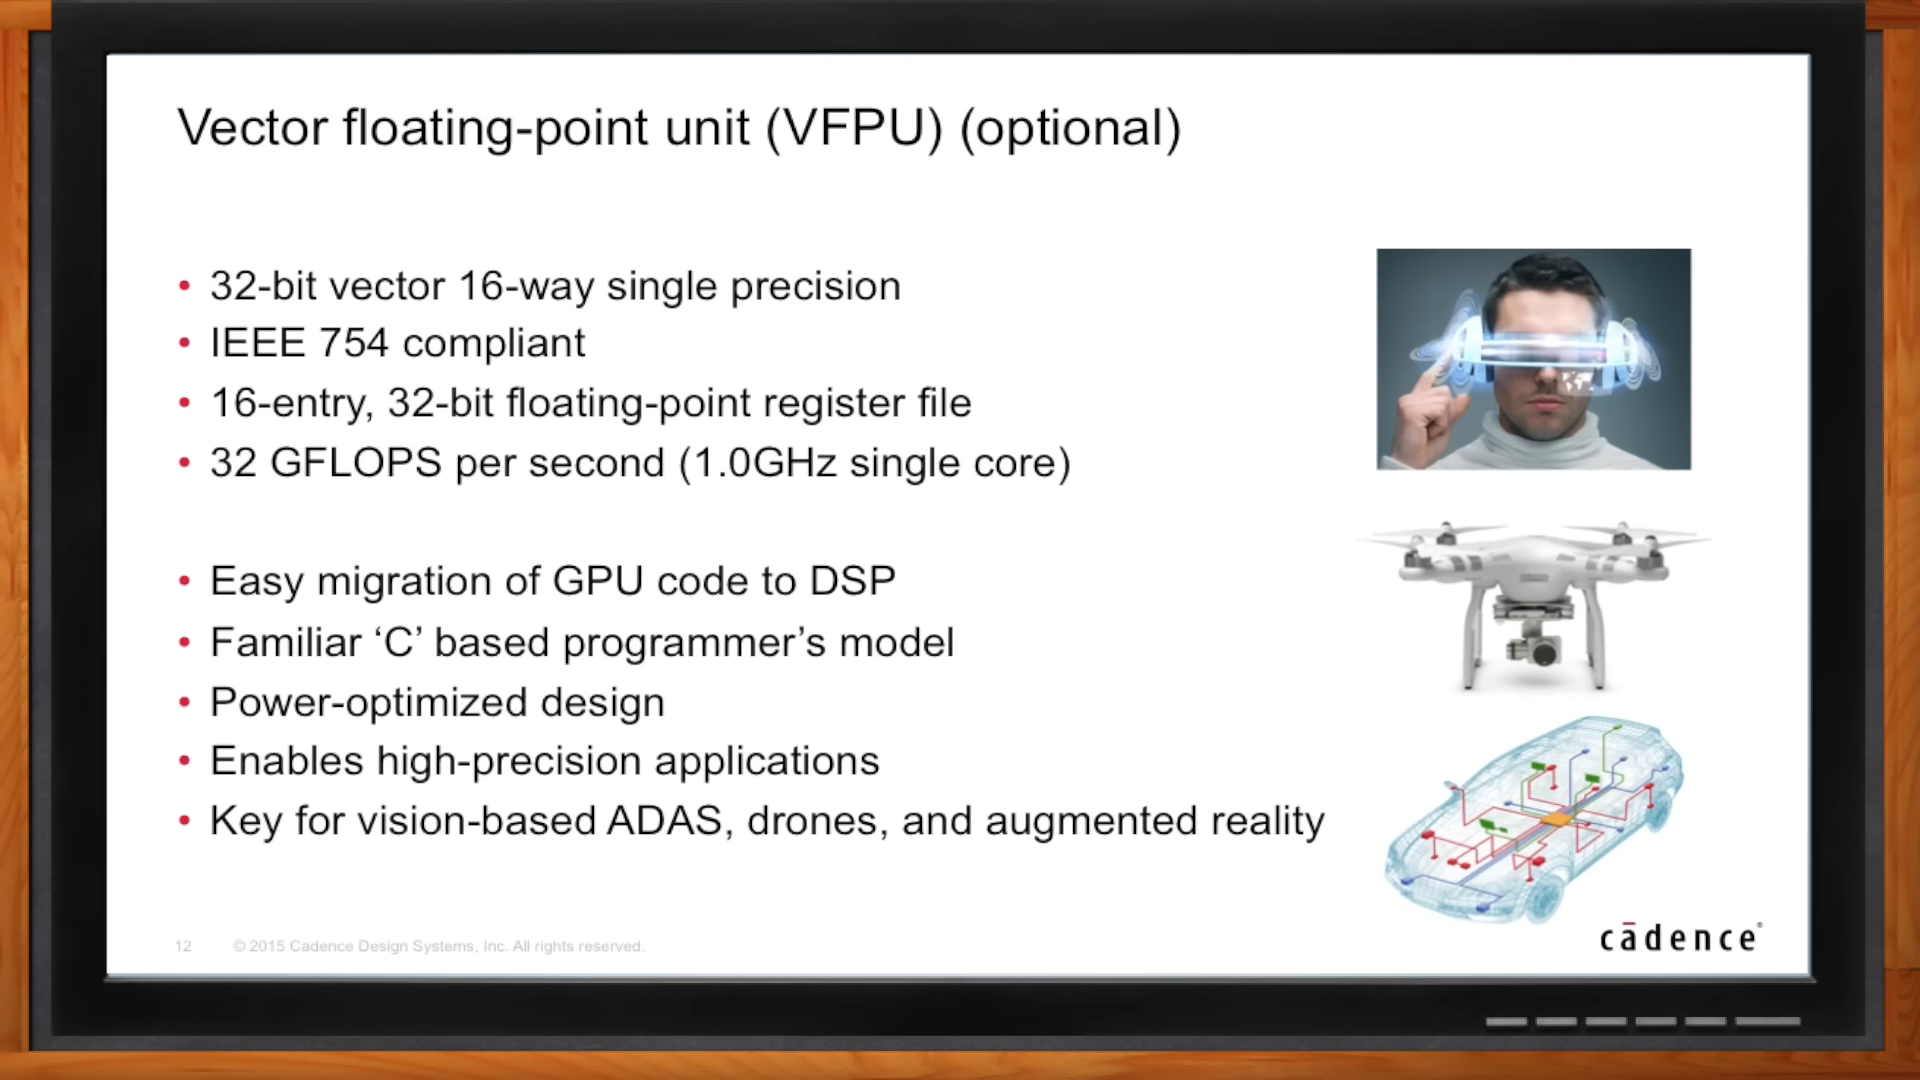 Vector floating-point unit (VFPU) (optional)
• 32-bit vector 16-way single precision
• IEEE 754 compliant
• 16-entry, 32-bit floating-point register file
• 32 GFLOPS per second (1.0GHz single core)
• Easy migration of GPU code to DSP
• Familiar ‘C’ based programmer’s model
• Power-optimized design
• Enables high-precision applications
• Key for vision-based ADAS, drones, and augmented reality
12 © 2015 Cadence Design Systems, Inc. All rights reserved.
cādence®